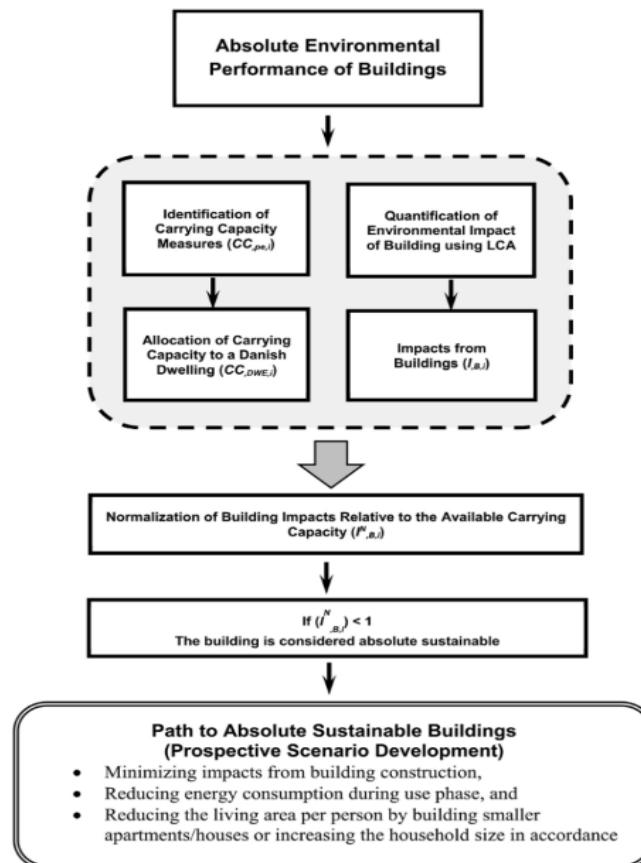 Absolute Environmental
Performance of Buildings
Identification of
Carrying Capacity
Measures (CC,pe,i)
Quantification of
Environmental Impact
of Building using LCA
Allocation of Carrying
Capacity to a Danish
Dwelling (CC,DWE,i)
Impacts from
Buildings (I,B,i)
Normalization of Building Impacts Relative to the Available Carrying
Capacity (I^N,B,i)
If (I^N,B,i) < 1
The building is considered absolute sustainable
Path to Absolute Sustainable Buildings
(Prospective Scenario Development)
• Minimizing impacts from building construction,
• Reducing energy consumption during use phase, and
• Reducing the living area per person by building smaller
apartments/houses or increasing the household size in accordance